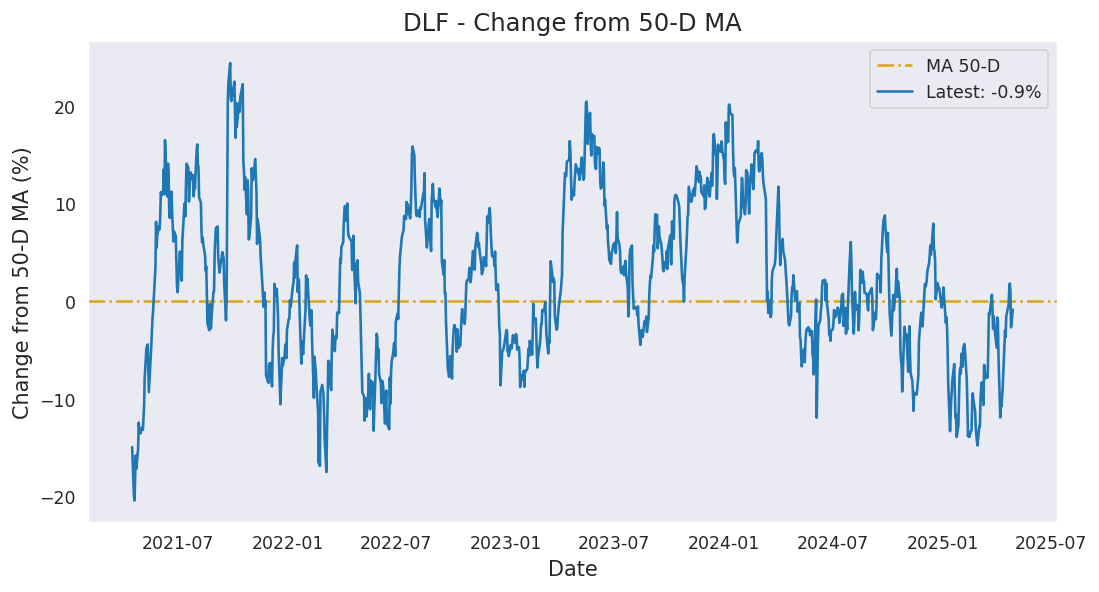 DLF - Change from 50-D MA
MA 50-D
Latest: -0.9%
Change from 50-D MA (%)
20
10
0
−10
−20
2021-07
2022-01
2022-07
2023-01
2023-07
2024-01
2024-07
2025-01
2025-07
Date